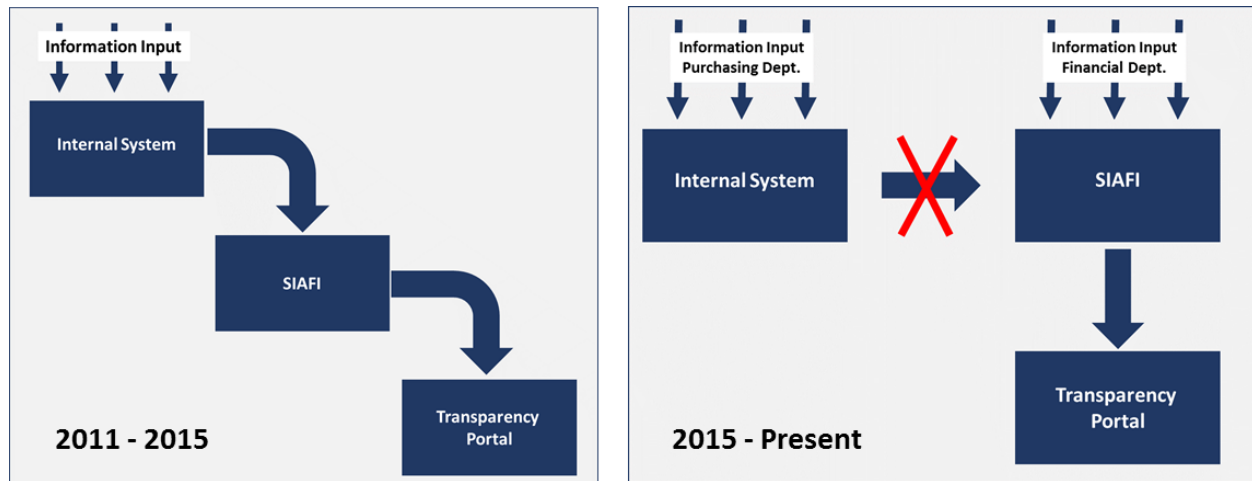 Information Input
Internal System
SIAFI
Transparency
Portal
2011 - 2015
Information Input
Purchasing Dept.
Information Input
Financial Dept.
Internal System
SIAFI
Transparency
Portal
2015 - Present